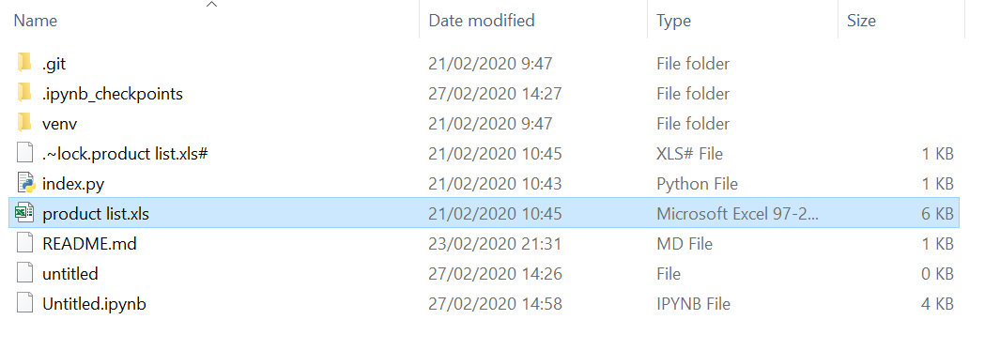 Name Date modified Type Size
.git 21/02/2020 9:47 File folder
.ipynb_checkpoints 27/02/2020 14:27 File folder
venv 21/02/2020 9:47 File folder
.~lock.product list.xls# 21/02/2020 10:45 XLS# File 1 KB
index.py 21/02/2020 10:43 Python File 1 KB
product list.xls 21/02/2020 10:45 Microsoft Excel 97-2... 6 KB
README.md 23/02/2020 21:31 MD File 1 KB
untitled 27/02/2020 14:26 File 0 KB
Untitled.ipynb 27/02/2020 14:58 IPYNB File 4 KB